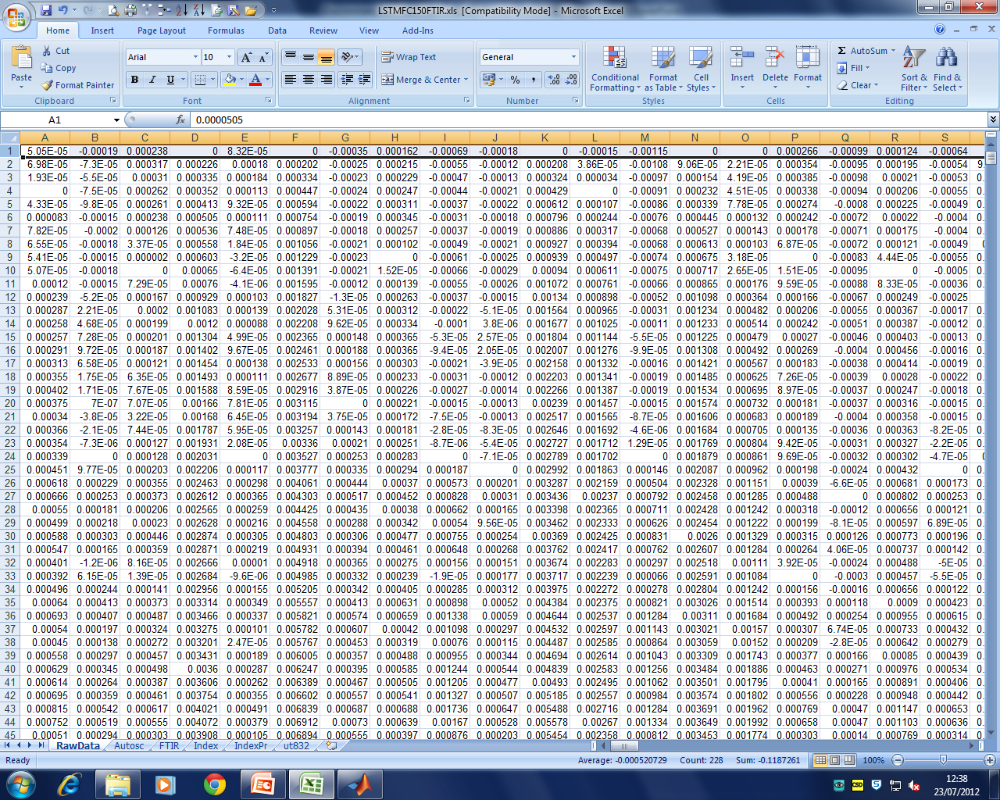 LSTMFC150FTIR.xls [Compatibility Mode] - Microsoft Excel
Home Insert Page Layout Formulas Data Review View Add-Ins
Cut
Copy
Format Painter
Paste
Arial 10
B I U
Wrap Text
Merge & Center
General
Conditional Formatting
Format as Table
Cell Styles
Insert Delete Format
Σ AutoSum
Fill
Clear
Sort & Filter
Find & Select
Clipboard Font Alignment Number Styles Cells Editing
A1 fx 0.0000505
A B C D E F G H I J K L M N O P Q R S
1 5.05E-05 -0.00019 0.000238 0 8.32E-05 0 -0.00035 0.000162 -0.00069 -0.00018 0 -0.00015 -0.00115 0 0 0.000266 -0.00099 0.000124 -0.00064
2 6.98E-05 -7.3E-05 0.000317 0.000226 0.00018 0.000202 -0.00025 0.000215 -0.00055 -0.00012 0.000208 3.86E-05 -0.00108 9.06E-05 2.21E-05 0.000354 -0.00095 0.000195 -0.00054
3 1.93E-05 -5.5E-05 0.00031 0.000335 0.000184 0.000334 -0.00023 0.000229 -0.00047 -0.00013 0.000324 0.000034 -0.00097 0.000154 4.19E-05 0.000385 -0.00098 0.00021 -0.00053
4 0 -7.5E-05 0.000262 0.000352 0.000113 0.000447 -0.00024 0.000247 -0.00044 -0.00021 0.000429 0 -0.00091 0.000232 4.51E-05 0.000338 -0.00094 0.000206 -0.00055
5 4.33E-05 -9.8E-05 0.000261 0.000413 9.32E-05 0.000594 -0.00022 0.000311 -0.00037 -0.00022 0.000612 0.000107 -0.00086 0.000339 7.78E-05 0.000274 -0.0008 0.000225 -0.00049
6 0.000083 -0.00015 0.000238 0.000505 0.000111 0.000754 -0.00019 0.000345 -0.00031 -0.00018 0.000796 0.000244 -0.00076 0.000445 0.000132 0.000242 -0.00072 0.00022 -0.0004
7 7.82E-05 -0.0002 0.000126 0.000536 7.48E-05 0.000897 -0.00018 0.000257 -0.00037 -0.00019 0.000886 0.000317 -0.00068 0.000527 0.000143 0.000178 -0.00071 0.000175 -0.0004
8 6.55E-05 -0.00018 3.37E-05 0.000558 1.84E-05 0.001056 -0.00021 0.000102 -0.00049 -0.00021 0.000927 0.000394 -0.00068 0.000613 0.000103 6.87E-05 -0.00072 0.000121 -0.00049
9 5.41E-05 -0.00015 0.000002 0.000603 -3.2E-05 0.001229 -0.00023 0 -0.00061 -0.00025 0.000939 0.000497 -0.00074 0.000675 3.18E-05 0 -0.00083 4.44E-05 -0.00055
10 5.07E-05 -0.00018 0 0.00065 -6.4E-05 0.001391 -0.00021 1.52E-05 -0.00066 -0.00029 0.00094 0.000611 -0.00075 0.000717 2.65E-05 1.51E-05 -0.00095 0 -0.0005
11 0.00012 -0.00015 7.29E-05 0.00076 -4.1E-06 0.001595 -0.00012 0.000139 -0.00055 -0.00026 0.001072 0.000761 -0.00066 0.000865 0.000176 9.59E-05 -0.00088 8.33E-05 -0.00036
12 0.000239 -5.2E-05 0.000167 0.000929 0.000103 0.001827 -1.3E-05 0.000263 -0.00037 -0.00015 0.00134 0.000898 -0.00052 0.001098 0.000364 0.000166 -0.00067 0.000249 -0.00025
13 0.000287 2.21E-05 0.0002 0.001083 0.000139 0.002028 5.31E-05 0.000312 -0.00022 -5.1E-05 0.001564 0.000965 -0.00031 0.001234 0.000482 0.000206 -0.00055 0.000367 -0.00017
14 0.000258 4.68E-05 0.000199 0.0012 0.000088 0.002208 9.62E-05 0.000334 -0.0001 3.8E-06 0.001677 0.001025 -0.00011 0.001233 0.000514 0.000242 -0.00051 0.000387 -0.00012
15 0.000257 7.28E-05 0.000201 0.001304 4.99E-05 0.002365 0.000148 0.000365 -5.3E-05 2.57E-05 0.001804 0.001144 -5.5E-05 0.001225 0.000479 0.00027 -0.00046 0.000403 -0.00013
16 0.000291 9.72E-05 0.000187 0.001402 9.67E-05 0.002461 0.000188 0.000365 -9.4E-05 2.05E-05 0.002007 0.001276 -9.9E-05 0.001308 0.000492 0.000269 -0.0004 0.000456 -0.00016
17 0.000313 6.58E-05 0.000121 0.001454 0.000138 0.002533 0.000156 0.000303 -0.00021 -3.9E-05 0.002158 0.001332 -0.00016 0.001421 0.000567 0.000183 -0.00038 0.000414 -0.00019
18 0.000355 1.75E-05 6.35E-05 0.001493 0.000111 0.002677 8.89E-05 0.000233 -0.00031 -0.00012 0.002203 0.001341 -0.00019 0.001485 0.000625 7.26E-05 -0.00039 0.00028 -0.00022
19 0.000402 1.71E-05 7.67E-05 0.001588 8.59E-05 0.002916 3.87E-05 0.000226 -0.00027 -0.00014 0.002266 0.001387 -0.00019 0.001534 0.000695 8.97E-05 -0.00037 0.000247 -0.00018
20 0.000375 7E-07 7.07E-05 0.00166 7.81E-05 0.003115 0 0.000221 -0.00015 -0.00013 0.00239 0.001457 -0.00015 0.001574 0.000732 0.000181 -0.00037 0.000316 -0.00015
21 0.00034 -3.8E-05 3.22E-05 0.00168 6.45E-05 0.003194 3.75E-05 0.000172 -7.5E-05 -0.00013 0.002517 0.001565 -8.7E-05 0.001606 0.000683 0.000189 -0.0004 0.000358 -0.00015
22 0.000366 -2.1E-05 7.44E-05 0.001787 5.95E-05 0.003257 0.000143 0.000181 -2.8E-05 -8.3E-05 0.002646 0.001692 -4.6E-06 0.001684 0.000705 0.000135 -0.00036 0.000363 -8.2E-05
23 0.000354 -7.3E-06 0.000127 0.001931 2.08E-05 0.00336 0.00021 0.000251 -8.7E-06 -5.4E-05 0.002727 0.001712 1.29E-05 0.001769 0.000804 9.42E-05 -0.00031 0.000327 -2.2E-05
24 0.000339 0 0.000128 0.002031 0 0.003527 0.000253 0.000283 0 -7.1E-05 0.002789 0.001702 0 0.001879 0.000861 9.69E-05 -0.00032 0.000302 -4.7E-05
25 0.000451 9.77E-05 0.000203 0.002206 0.000117 0.003777 0.000335 0.000294 0.000187 0 0.002992 0.001863 0.000146 0.002087 0.000962 0.000198 -0.00024 0.000432 0
26 0.000618 0.000229 0.000355 0.002463 0.000298 0.004061 0.000444 0.00037 0.000573 0.000201 0.003287 0.002159 0.000504 0.002328 0.001151 0.00039 -6.6E-05 0.000681 0.000173
27 0.000666 0.000253 0.000373 0.002612 0.000365 0.004303 0.000517 0.000452 0.000828 0.00031 0.003436 0.00237 0.000792 0.002458 0.001285 0.000488 0 0.000802 0.000253
28 0.00055 0.000181 0.000206 0.002565 0.000259 0.004425 0.000435 0.00038 0.000662 0.000165 0.003398 0.002365 0.000711 0.002428 0.001242 0.000318 -0.00012 0.000656 0.000121
29 0.000499 0.000218 0.00023 0.002628 0.000216 0.004558 0.000288 0.000342 0.00054 9.56E-05 0.003462 0.002333 0.000626 0.002454 0.001222 0.000199 -8.1E-05 0.000597 6.89E-05
30 0.000588 0.000303 0.000446 0.002874 0.000305 0.004803 0.000306 0.000477 0.000755 0.000254 0.00369 0.002425 0.000831 0.0026 0.001329 0.000315 0.000126 0.000773 0.000196
31 0.000547 0.000165 0.000359 0.002871 0.000219 0.004931 0.000394 0.000461 0.000648 0.000268 0.003762 0.002417 0.000762 0.002607 0.001284 0.000264 4.06E-05 0.000737 0.000142
32 0.000401 -1.2E-06 8.16E-05 0.002666 0.00001 0.004918 0.000365 0.000275 0.000156 0.000151 0.003674 0.002283 0.000297 0.002518 0.00111 3.92E-05 -0.00024 0.000488 -5E-05
33 0.000392 6.15E-05 1.39E-05 0.002684 -9.6E-06 0.004985 0.000332 0.000239 -1.9E-05 0.000177 0.003717 0.002239 0.000066 0.002591 0.001084 0 -0.0003 0.000457 -5.5E-05
34 0.000496 0.000244 0.000141 0.002956 0.000155 0.005205 0.000342 0.000405 0.000285 0.000312 0.003975 0.002272 0.000278 0.002804 0.001242 0.000156 -0.00016 0.000656 0.000122
35 0.00064 0.000413 0.000373 0.003314 0.000349 0.005557 0.000413 0.000631 0.000898 0.00052 0.004384 0.002375 0.000821 0.003026 0.001514 0.000393 0.000118 0.0009 0.000423
36 0.000693 0.000407 0.000487 0.003466 0.000337 0.005821 0.000574 0.000659 0.001338 0.00059 0.004644 0.002537 0.001284 0.00311 0.001684 0.000492 0.000254 0.000955 0.000615
37 0.00054 0.000197 0.000324 0.003275 0.000101 0.005782 0.000607 0.00042 0.001098 0.000297 0.004532 0.002597 0.001143 0.003021 0.00157 0.000307 6.74E-05 0.000733 0.000432
38 0.00045 0.000138 0.000272 0.003201 2.47E-05 0.005767 0.000453 0.000319 0.00076 0.000115 0.004487 0.002585 0.000864 0.003059 0.00152 0.000209 -2.8E-05 0.000642 0.000279
39 0.000558 0.000297 0.000457 0.003431 0.000189 0.006005 0.000357 0.000488 0.000955 0.000344 0.004694 0.002614 0.001043 0.003309 0.001743 0.000377 0.000166 0.00085 0.000439
40 0.000629 0.000345 0.000498 0.0036 0.000287 0.006247 0.000395 0.000585 0.001244 0.000544 0.004839 0.002583 0.001256 0.003484 0.001886 0.000463 0.000271 0.000976 0.000534
41 0.000614 0.000264 0.000387 0.003606 0.000262 0.006389 0.000467 0.000505 0.001205 0.000477 0.00493 0.002495 0.001062 0.003501 0.001795 0.00041 0.000165 0.000891 0.000406
42 0.000695 0.000359 0.000461 0.003754 0.000355 0.006602 0.000557 0.000541 0.001327 0.000507 0.005185 0.002557 0.000984 0.003574 0.001802 0.000556 0.000228 0.000948 0.000442
43 0.000815 0.000542 0.000617 0.004021 0.000491 0.006839 0.000687 0.000688 0.001736 0.000647 0.005488 0.002716 0.001284 0.003691 0.001962 0.000769 0.00047 0.001147 0.000653
44 0.000752 0.000519 0.000555 0.004072 0.000379 0.006912 0.00073 0.000639 0.00167 0.000528 0.005578 0.00267 0.001334 0.003649 0.001992 0.000658 0.00047 0.001103 0.000636
45 0.00051 0.000294 0.000303 0.003908 0.000105 0.006894 0.000555 0.000397 0.000876 0.000203 0.005454 0.002358 0.000812 0.003453 0.001774 0.000303 0.00014 0.000769 0.000314
RawData Autosc FTIR Index IndexPr ut832
Ready Average: -0.000520729 Count: 228 Sum: -0.1187261 100%
12:38
23/07/2012